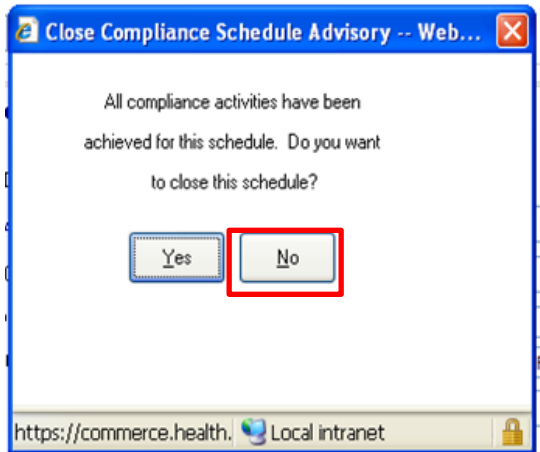 Close Compliance Schedule Advisory -- Web...
All compliance activities have been
achieved for this schedule. Do you want
to close this schedule?
Yes No
https://commerce.health. Local intranet